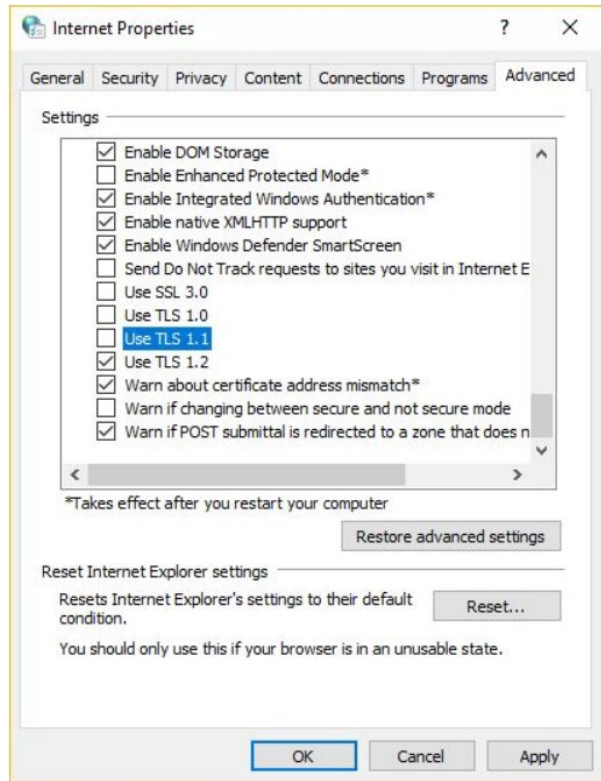 Internet Properties
General Security Privacy Content Connections Programs Advanced
Settings
Enable DOM Storage
Enable Enhanced Protected Mode*
Enable Integrated Windows Authentication*
Enable native XMLHTTP support
Enable Windows Defender SmartScreen
Send Do Not Track requests to sites you visit in Internet E
Use SSL 3.0
Use TLS 1.0
Use TLS 1.1
Use TLS 1.2
Warn about certificate address mismatch*
Warn if changing between secure and not secure mode
Warn if POST submittal is redirected to a zone that does n
*Takes effect after you restart your computer
Restore advanced settings
Reset Internet Explorer settings
Resets Internet Explorer's settings to their default
condition.
Reset...
You should only use this if your browser is in an unusable state.
OK Cancel Apply